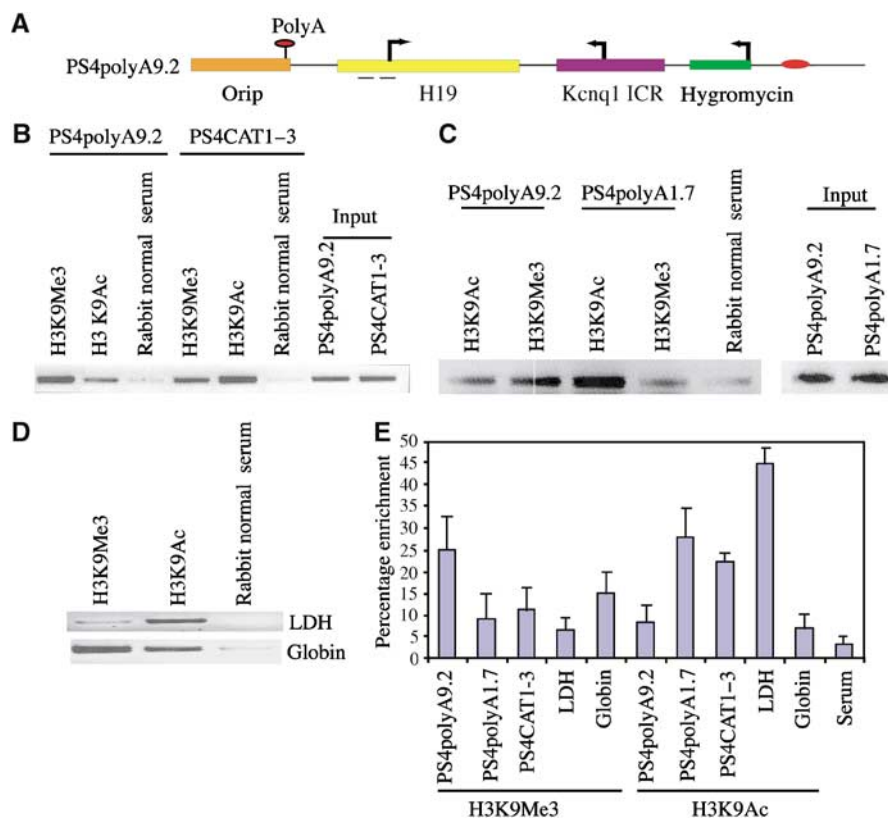 A
PolyA
PS4polyA9.2
Orip
H19
Kcnq1 ICR
Hygromycin
B
PS4polyA9.2
PS4CAT1–3
Input
H3K9Me3
H3 K9Ac
Rabbit normal serum
H3K9Me3
H3K9Ac
Rabbit normal serum
PS4polyA9.2
PS4CAT1-3
C
PS4polyA9.2
PS4polyA1.7
Input
H3K9Ac
H3K9Me3
H3K9Ac
H3K9Me3
Rabbit normal serum
PS4polyA9.2
PS4polyA1.7
D
H3K9Me3
H3K9Ac
Rabbit normal serum
LDH
Globin
E
Percentage enrichment
50
45
40
35
30
25
20
15
10
5
0
PS4polyA9.2
PS4polyA1.7
PS4CAT1-3
LDH
Globin
PS4polyA9.2
PS4polyA1.7
PS4CAT1–3
LDH
Globin
Serum
H3K9Me3
H3K9Ac